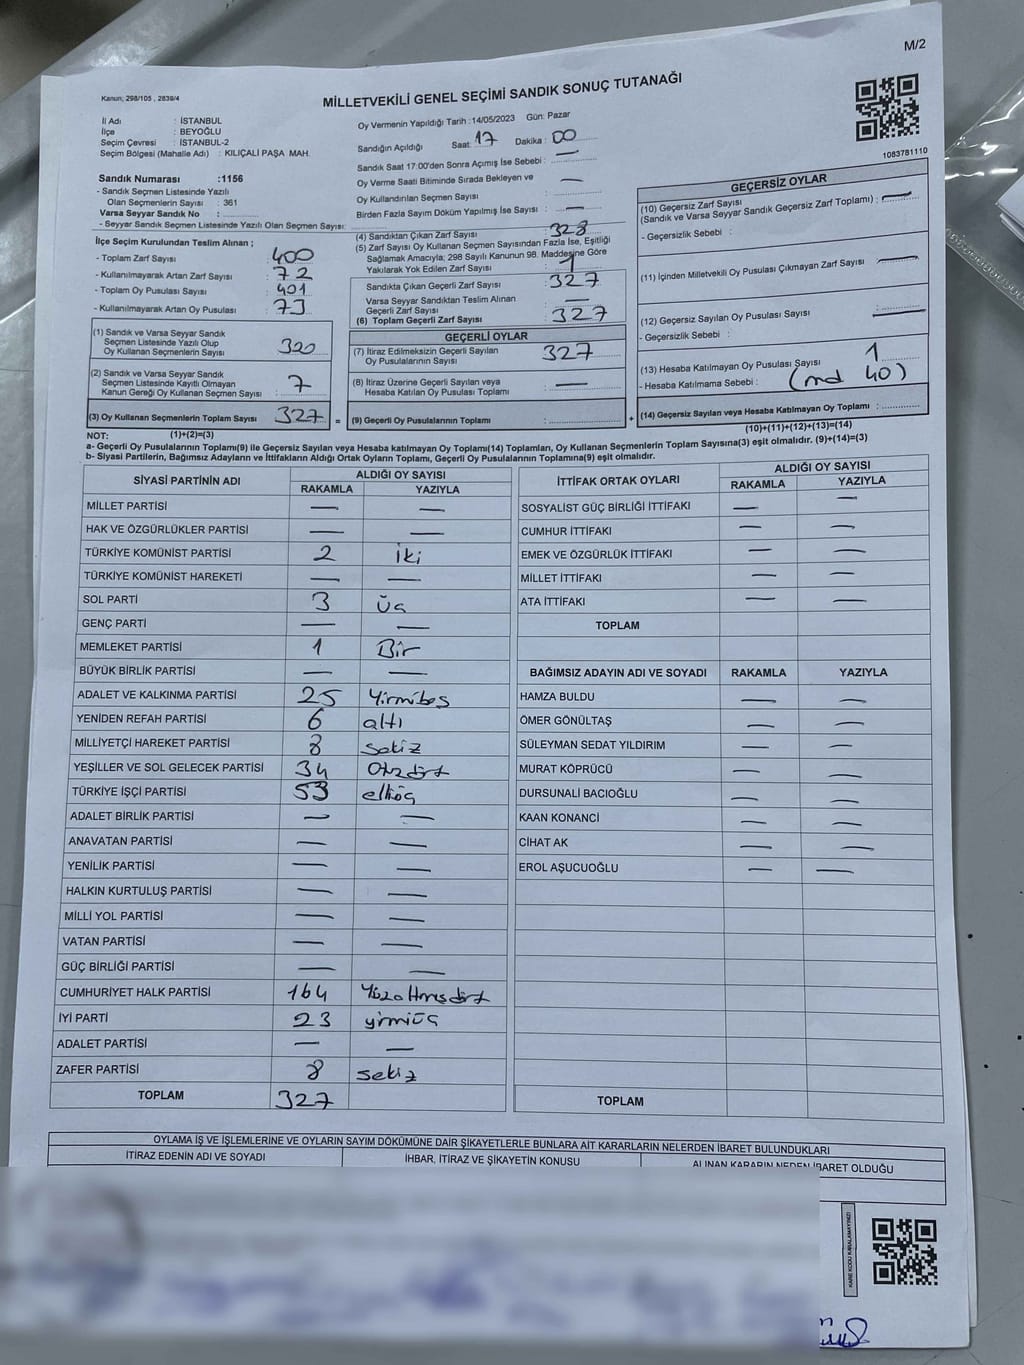 M/2
Kanun, 298/105 , 2839/4
MİLLETVEKİLİ GENEL SEÇİMİ SANDIK SONUÇ TUTANAĞI
1083781110
İl Adı : İSTANBUL
İlçe : BEYOĞLU
Seçim Çevresi : İSTANBUL-2
Seçim Bölgesi (Mahalle Adı) : KILIÇALİ PAŞA MAH.
Sandık Numarası :1156
- Sandık Seçmen Listesinde Yazılı
Olan Seçmenlerin Sayısı : 361
Varsa Seyyar Sandık No :
- Seyyar Sandık Seçmen Listesinde Yazılı Olan Seçmen Sayısı:
İlçe Seçim Kurulundan Teslim Alınan ;
- Toplam Zarf Sayısı : 400
- Kullanılmayarak Artan Zarf Sayısı : 72
- Toplam Oy Pusulası Sayısı : 401
- Kullanılmayarak Artan Oy Pusulası : 73
(1) Sandık ve Varsa Seyyar Sandık
Seçmen Listesinde Yazılı Olup
Oy Kullanan Seçmenlerin Sayısı : 320
(2) Sandık ve Varsa Seyyar Sandık
Seçmen Listesinde Kayıtlı Olmayan
Kanun Gereği Oy Kullanan Seçmen Sayısı : 7
(3) Oy Kullanan Seçmenlerin Toplam Sayısı : 327 =
Oy Vermenin Yapıldığı Tarih :14/05/2023 Gün: Pazar
Sandığın Açıldığı Saat: 17 Dakika : 00
Sandık Saat 17:00'den Sonra Açımış İse Sebebi : —
Oy Verme Saati Bitiminde Sırada Bekleyen ve —
Oy Kullandırılan Seçmen Sayısı :
Birden Fazla Sayım Döküm Yapılmış İse Sayısı : —
(4) Sandıktan Çıkan Zarf Sayısı : 328
(5) Zarf Sayısı Oy Kullanan Seçmen Sayısından Fazla İse, Eşitliği
Sağlamak Amacıyla; 298 Sayılı Kanunun 98. Maddesine Göre
Yakılarak Yok Edilen Zarf Sayısı : 1
Sandıkta Çıkan Geçerli Zarf Sayısı : 327
Varsa Seyyar Sandıktan Teslim Alınan
Geçerli Zarf Sayısı : —
(6) Toplam Geçerli Zarf Sayısı : 327
GEÇERLİ OYLAR
(7) İtiraz Edilmeksizin Geçerli Sayılan
Oy Pusulalarının Sayısı : 327
(8) İtiraz Üzerine Geçerli Sayılan veya
Hesaba Katılan Oy Pusulası Toplamı : —
(9) Geçerli Oy Pusulalarının Toplamı : +
GEÇERSİZ OYLAR
(10) Geçersiz Zarf Sayısı
(Sandık ve Varsa Seyyar Sandık Geçersiz Zarf Toplamı) : —
- Geçersizlik Sebebi :
(11) İçinden Milletvekili Oy Pusulası Çıkmayan Zarf Sayısı : —
(12) Geçersiz Sayılan Oy Pusulası Sayısı : —
- Geçersizlik Sebebi :
(13) Hesaba Katılmayan Oy Pusulası Sayısı : 1
- Hesaba Katılmama Sebebi : (md 40)
(14) Geçersiz Sayılan veya Hesaba Katılmayan Oy Toplamı :
(10)+(11)+(12)+(13)=(14)
NOT: (1)+(2)=(3)
a- Geçerli Oy Pusulalarının Toplamı(9) ile Geçersiz Sayılan veya Hesaba katılmayan Oy Toplamı(14) Toplamları, Oy Kullanan Seçmenlerin Toplam Sayısına(3) eşit olmalıdır. (9)+(14)=(3)
b- Siyasi Partilerin, Bağımsız Adayların ve İttifakların Aldığı Ortak Oyların Toplamı, Geçerli Oy Pusulalarının Toplamına(9) eşit olmalıdır.
SİYASİ PARTİNİN ADI ALDIĞI OY SAYISI
RAKAMLA YAZIYLA
MİLLET PARTİSİ — —
HAK VE ÖZGÜRLÜKLER PARTİSİ — —
TÜRKİYE KOMÜNİST PARTİSİ 2 iki
TÜRKİYE KOMÜNİST HAREKETİ — —
SOL PARTİ 3 Üç
GENÇ PARTİ — —
MEMLEKET PARTİSİ 1 Bir
BÜYÜK BİRLİK PARTİSİ — —
ADALET VE KALKINMA PARTİSİ 25 Yirmibeş
YENİDEN REFAH PARTİSİ 6 altı
MİLLİYETÇİ HAREKET PARTİSİ 8 sekiz
YEŞİLLER VE SOL GELECEK PARTİSİ 34 Otuzdört
TÜRKİYE İŞÇİ PARTİSİ 53 elliüç
ADALET BİRLİK PARTİSİ — —
ANAVATAN PARTİSİ — —
YENİLİK PARTİSİ — —
HALKIN KURTULUŞ PARTİSİ — —
MİLLİ YOL PARTİSİ — —
VATAN PARTİSİ — —
GÜÇ BİRLİĞİ PARTİSİ — —
CUMHURİYET HALK PARTİSİ 164 Yüzaltmışdört
İYİ PARTİ 23 yirmiüç
ADALET PARTİSİ — —
ZAFER PARTİSİ 8 sekiz
TOPLAM 327
İTTİFAK ORTAK OYLARI ALDIĞI OY SAYISI
RAKAMLA YAZIYLA
SOSYALİST GÜÇ BİRLİĞİ İTTİFAKI — —
CUMHUR İTTİFAKI — —
EMEK VE ÖZGÜRLÜK İTTİFAKI — —
MİLLET İTTİFAKI — —
ATA İTTİFAKI — —
TOPLAM
BAĞIMSIZ ADAYIN ADI VE SOYADI RAKAMLA YAZIYLA
HAMZA BULDU — —
ÖMER GÖNÜLTAŞ — —
SÜLEYMAN SEDAT YILDIRIM — —
MURAT KÖPRÜCÜ — —
DURSUNALİ BACIOĞLU — —
KAAN KONANCİ — —
CİHAT AK — —
EROL AŞUCUOĞLU — —
TOPLAM
OYLAMA İŞ VE İŞLEMLERİNE VE OYLARIN SAYIM DÖKÜMÜNE DAİR ŞİKAYETLERLE BUNLARA AİT KARARLARIN NELERDEN İBARET BULUNDUKLARI
İTİRAZ EDENİN ADI VE SOYADI İHBAR, İTİRAZ VE ŞİKAYETİN KONUSU ALINAN KARARIN NEDEN İBARET OLDUĞU
KARE KODU KARALAMAYINIZ!